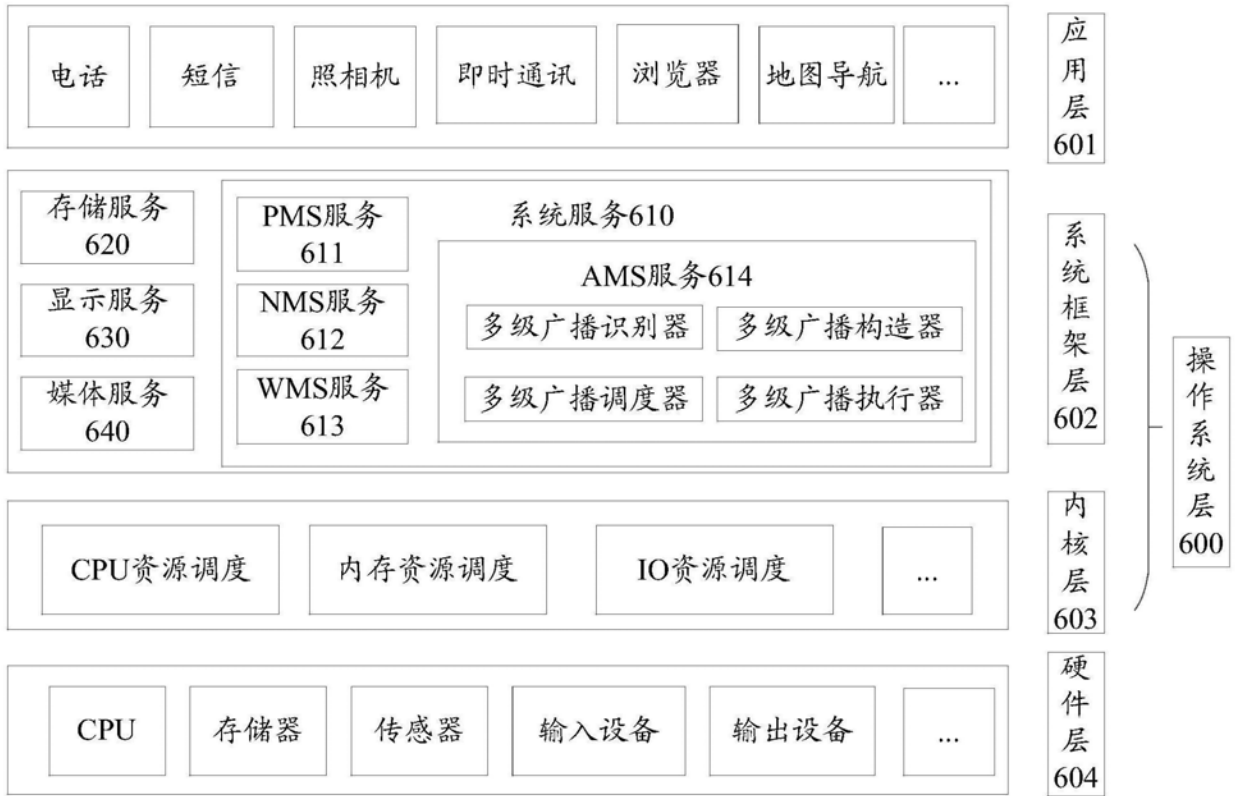 电话
短信
照相机
即时通讯
浏览器
地图导航
...
应用层
601
存储服务
620
显示服务
630
媒体服务
640
PMS服务
611
NMS服务
612
WMS服务
613
系统服务610
AMS服务614
多级广播识别器
多级广播构造器
多级广播调度器
多级广播执行器
系统框架层
602
操作系统层
600
CPU资源调度
内存资源调度
IO资源调度
...
内核层
603
CPU
存储器
传感器
输入设备
输出设备
...
硬件层
604